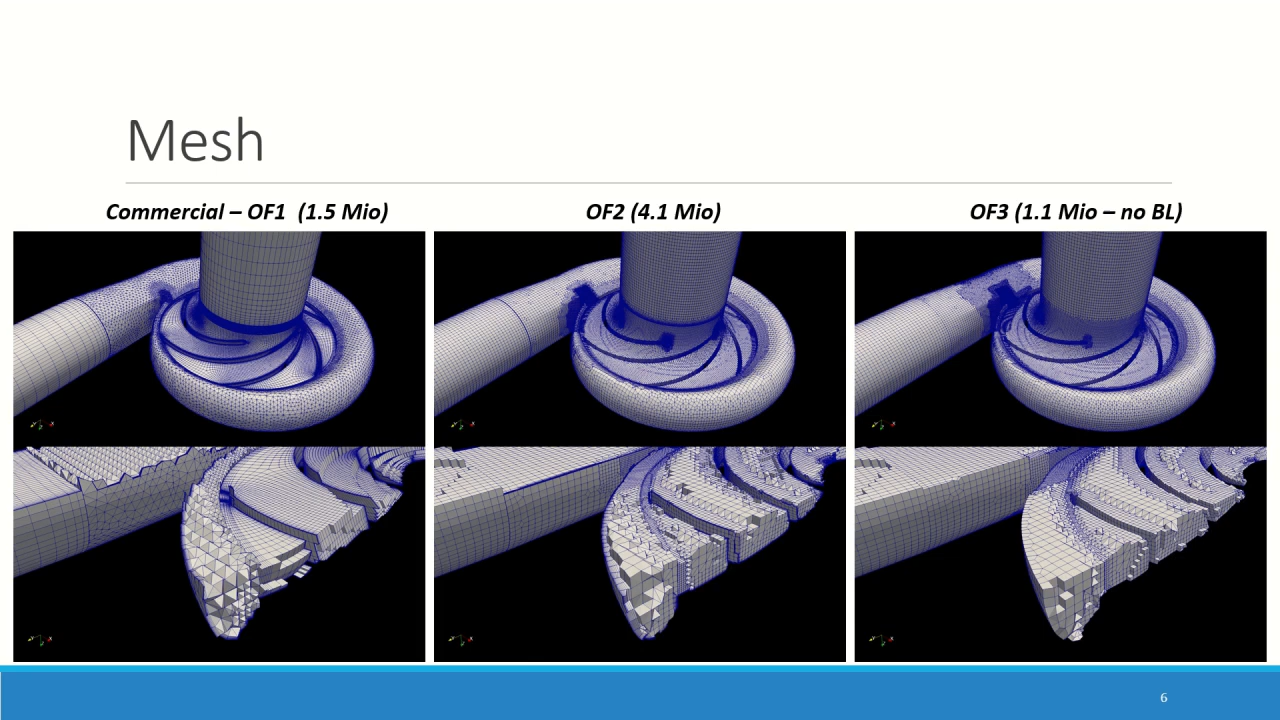 Mesh
Commercial – OF1 (1.5 Mio)
OF2 (4.1 Mio)
OF3 (1.1 Mio – no BL)
6